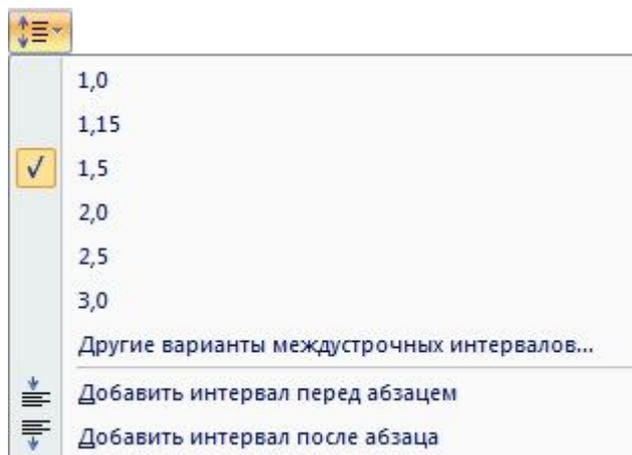 1,0
1,15
1,5
2,0
2,5
3,0
Другие варианты междустрочных интервалов...
Добавить интервал перед абзацем
Добавить интервал после абзаца